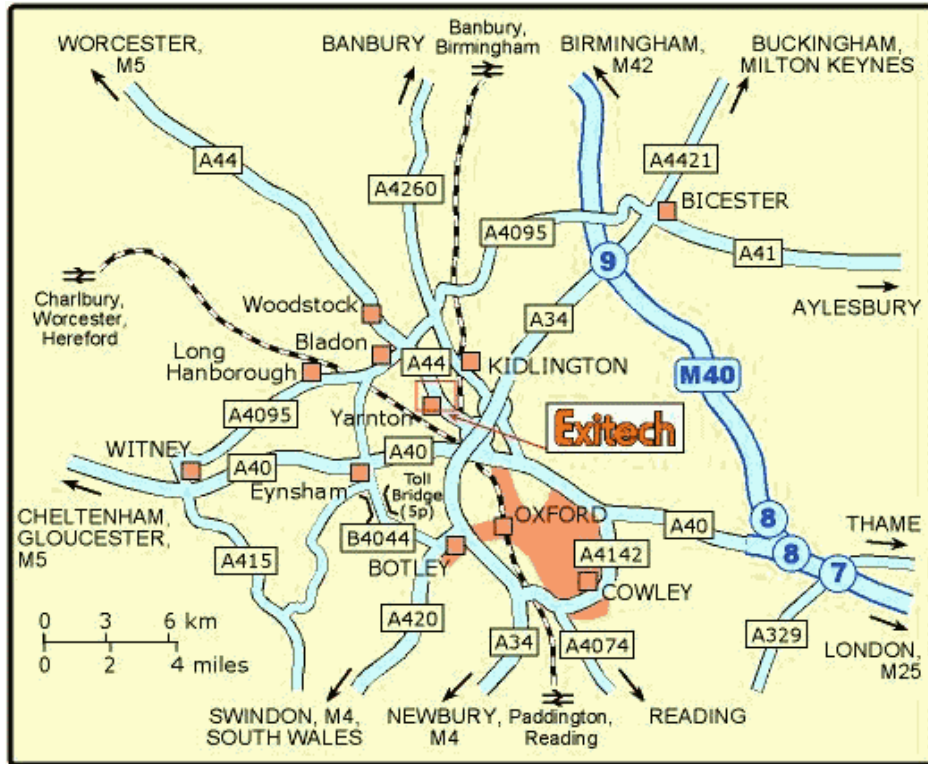 WORCESTER,
M5
BANBURY
Banbury,
Birmingham
BIRMINGHAM,
M42
BUCKINGHAM,
MILTON KEYNES
A44
A4260
A4421
BICESTER
A4095
A41
9
Charlbury,
Worcester,
Hereford
AYLESBURY
Woodstock
A34
Bladon
Long
Hanborough
A44
KIDLINGTON
M40
A4095
Yarnton
Exitech
WITNEY
A40
A40
Eynsham
Toll
Bridge
(5p)
CHELTENHAM,
GLOUCESTER,
M5
OXFORD
8
A40
THAME
B4044
A415
BOTLEY
A4142
8
7
COWLEY
0 3 6 km
0 2 4 miles
A420
A34
A4074
A329
LONDON,
M25
SWINDON, M4,
SOUTH WALES
NEWBURY,
M4
Paddington,
Reading
READING